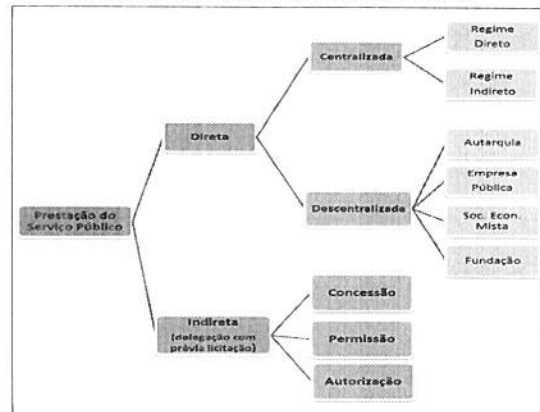 Prestação do
Serviço Público
Direta
Centralizada
Regime
Direto
Regime
Indireto
Descentralizada
Autarquia
Empresa
Pública
Soc. Econ.
Mista
Fundação
Indireta
(delegação com
prévia licitação)
Concessão
Permissão
Autorização